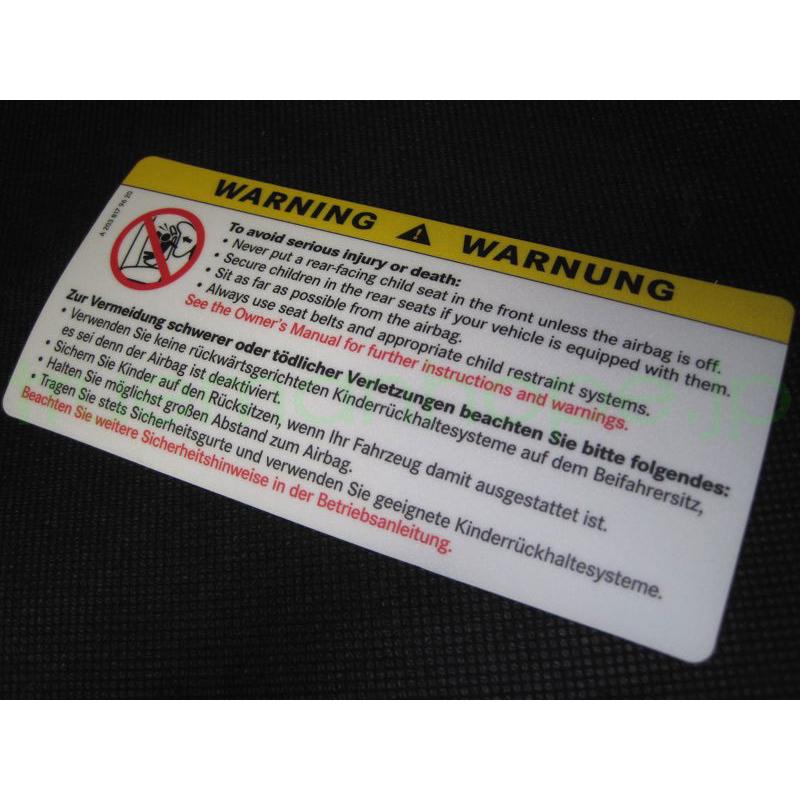 WARNING ⚠ WARNUNG
A 203 817 96 20
To avoid serious injury or death:
• Never put a rear-facing child seat in the front unless the airbag is off.
• Secure children in the rear seats if your vehicle is equipped with them.
• Sit as far as possible from the airbag.
• Always use seat belts and appropriate child restraint systems.
See the Owner's Manual for further instructions and warnings.
Zur Vermeidung schwerer oder tödlicher Verletzungen beachten Sie bitte folgendes:
• Verwenden Sie keine rückwärtsgerichteten Kinderrückhaltesysteme auf dem Beifahrersitz,
es sei denn der Airbag ist deaktiviert.
• Sichern Sie Kinder auf den Rücksitzen, wenn Ihr Fahrzeug damit ausgestattet ist.
• Halten Sie möglichst großen Abstand zum Airbag.
• Tragen Sie stets Sicherheitsgurte und verwenden Sie geeignete Kinderrückhaltesysteme.
Beachten Sie weitere Sicherheitshinweise in der Betriebsanleitung.